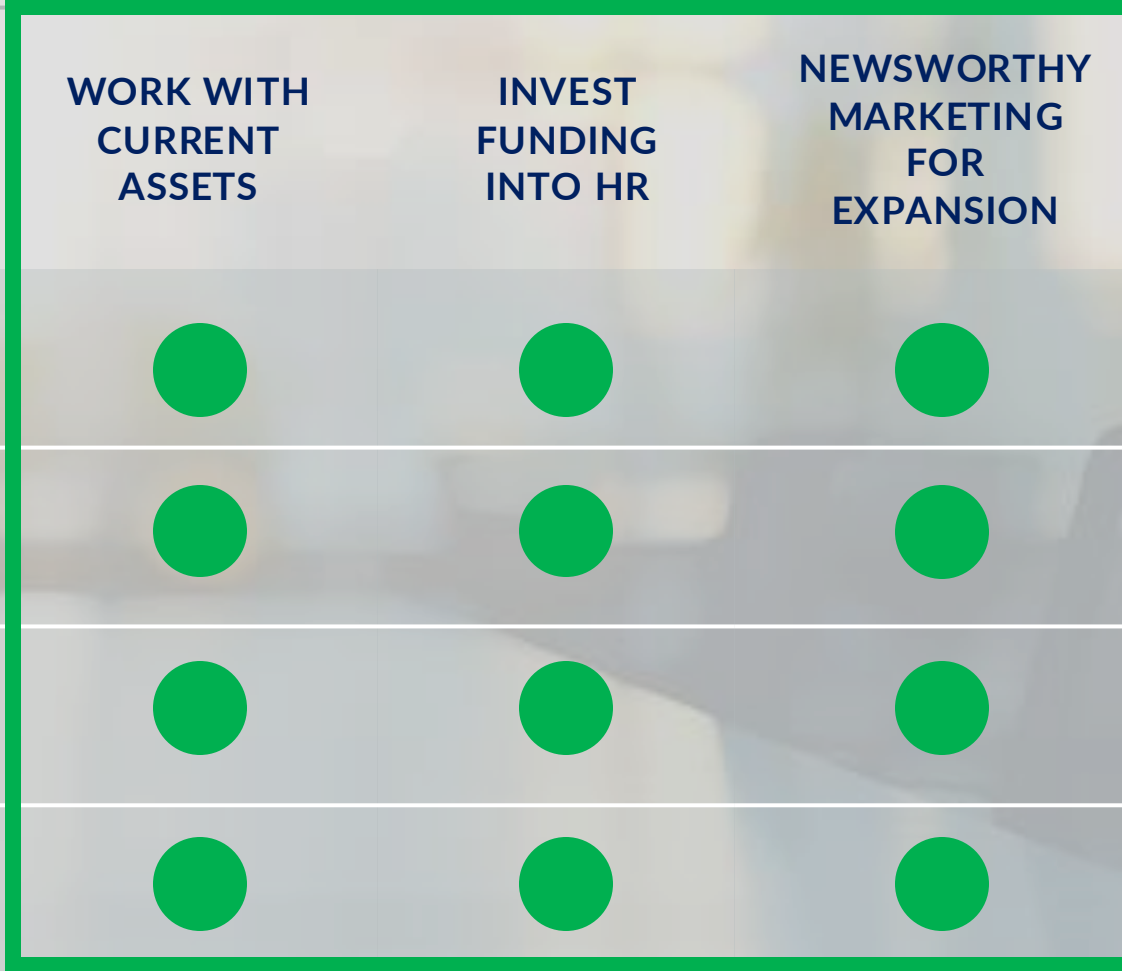 WORK WITH
CURRENT
ASSETS
INVEST
FUNDING
INTO HR
NEWSWORTHY
MARKETING
FOR
EXPANSION